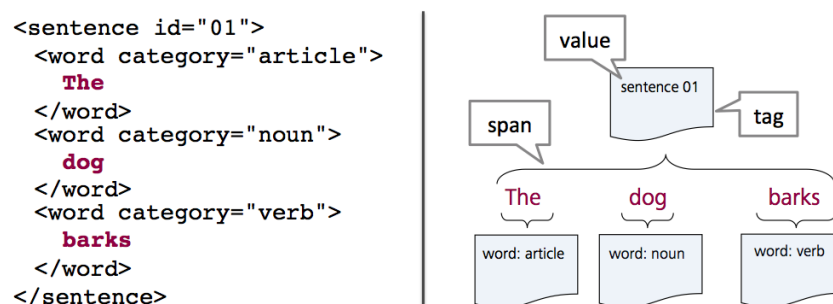 <sentence id="01">
<word category="article">
The
</word>
<word category="noun">
dog
</word>
<word category="verb">
barks
</word>
</sentence>
value
sentence 01
tag
span
The dog barks
word: article word: noun word: verb